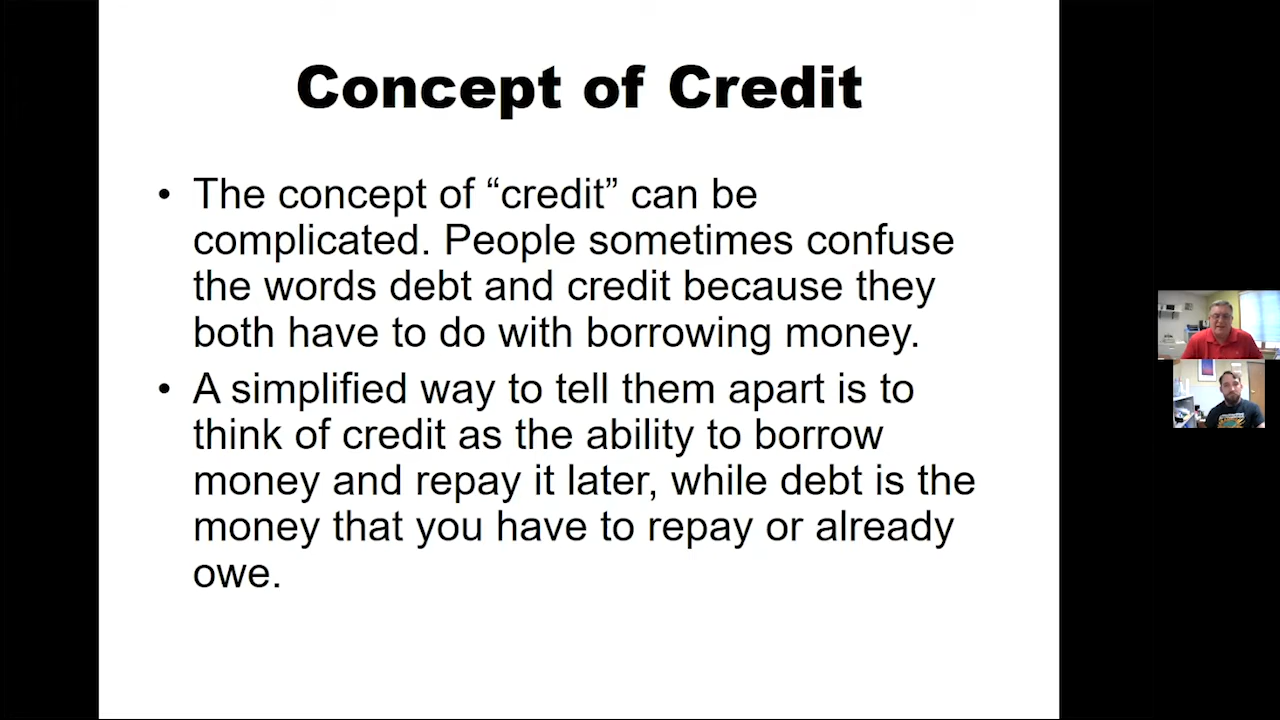 Concept of Credit
• The concept of “credit” can be
complicated. People sometimes confuse
the words debt and credit because they
both have to do with borrowing money.
• A simplified way to tell them apart is to
think of credit as the ability to borrow
money and repay it later, while debt is the
money that you have to repay or already
owe.